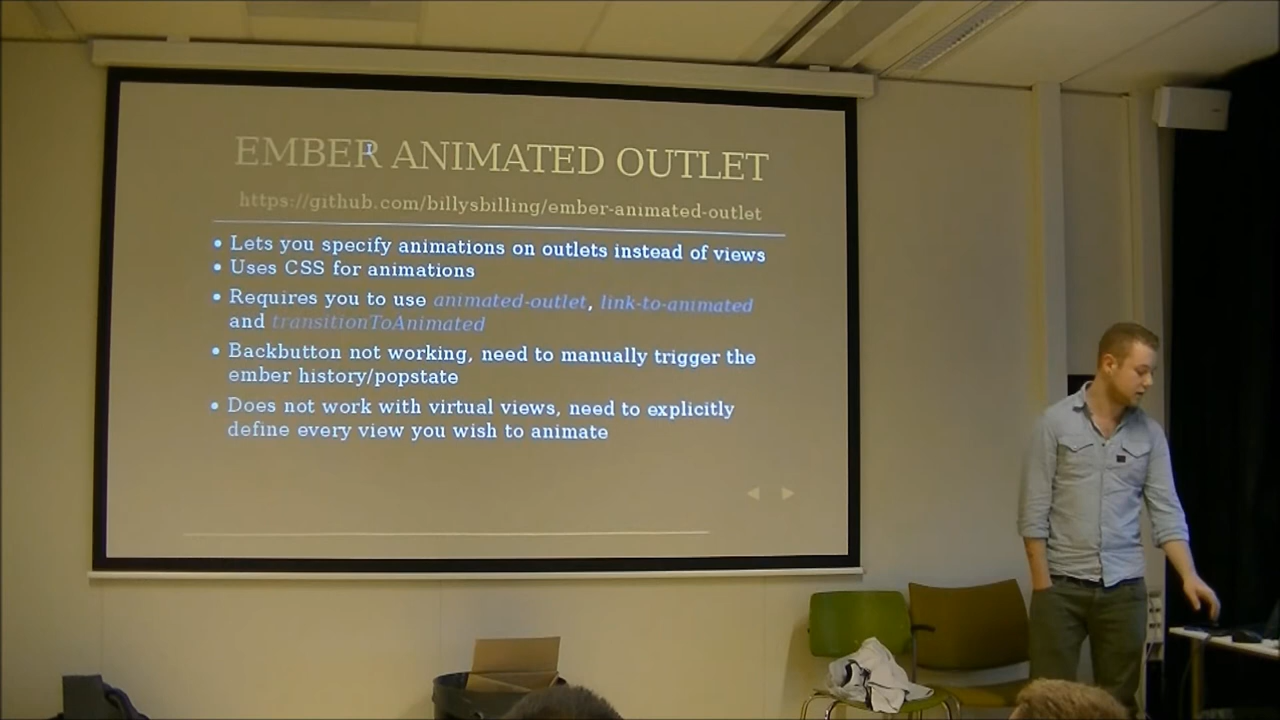 EMBER ANIMATED OUTLET
https://github.com/billysbilling/ember-animated-outlet
• Lets you specify animations on outlets instead of views
• Uses CSS for animations
• Requires you to use animated-outlet, link-to-animated
and transitionToAnimated
• Backbutton not working, need to manually trigger the
ember history/popstate
• Does not work with virtual views, need to explicitly
define every view you wish to animate